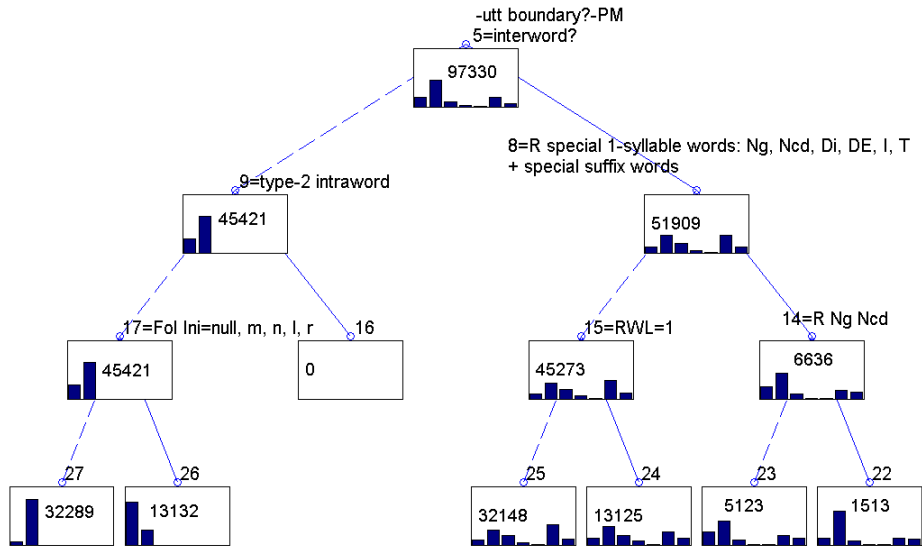 -utt boundary?-PM
5=interword?
97330
8=R special 1-syllable words: Ng, Ncd, Di, DE, I, T
+ special suffix words
9=type-2 intraword
45421
51909
17=Fol Ini=null, m, n, l, r
16
15=RWL=1
14=R Ng Ncd
45421
0
45273
6636
27
26
25
24
23
22
32289
13132
32148
13125
5123
1513